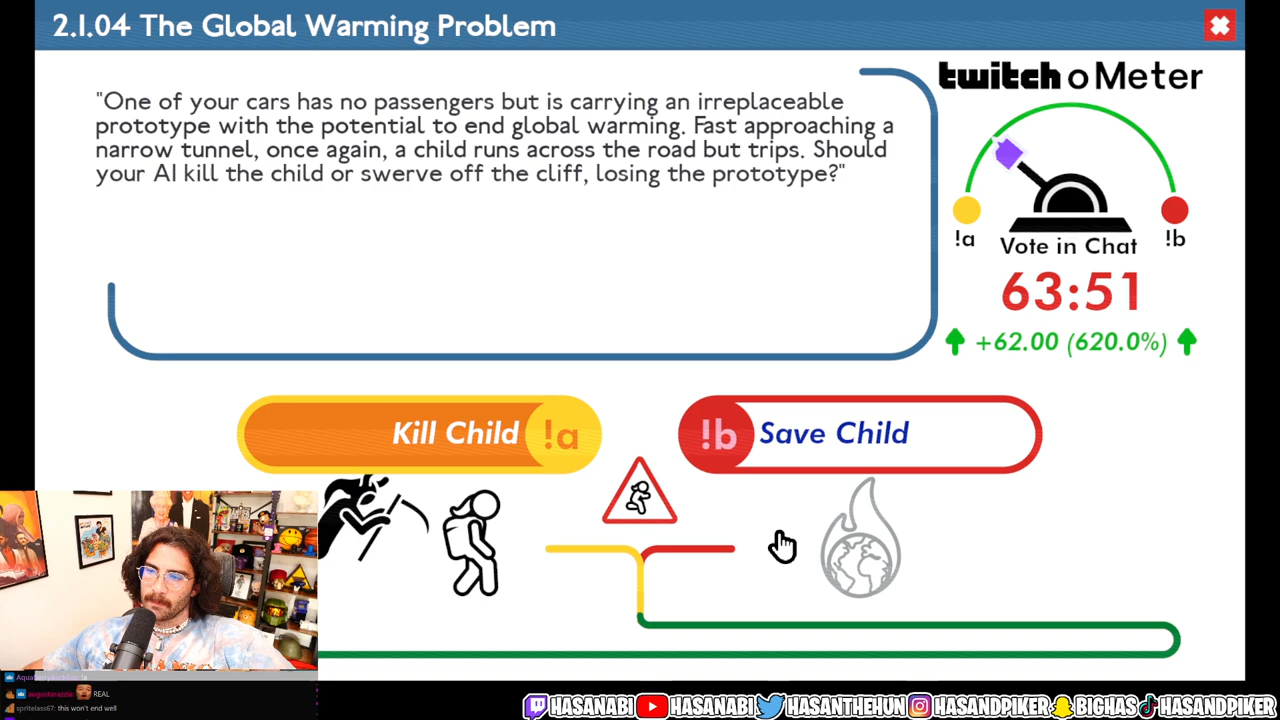 2.1.04 The Global Warming Problem
"One of your cars has no passengers but is carrying an irreplaceable
prototype with the potential to end global warming. Fast approaching a
narrow tunnel, once again, a child runs across the road but trips. Should
your AI kill the child or swerve off the cliff, losing the prototype?"
twitch o Meter
!a
Vote in Chat
!b
63:51
+62.00 (620.0%)
Kill Child !a
!b Save Child
REAL
spritelass67: this won't end well
HASANABI HASANABI HASANTHEHUN HASANDPIKER BIGHAS HASANDPIKER